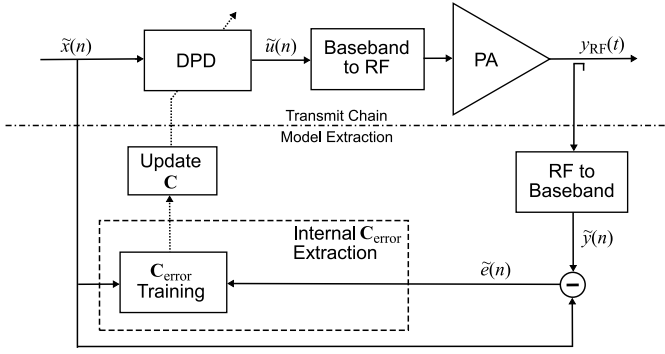 x̃(n)
DPD
ũ(n)
Baseband
to RF
PA
y_RF(t)
Transmit Chain
Model Extraction
Update
C
RF to
Baseband
ỹ(n)
Internal C_error
Extraction
C_error
Training
ẽ(n)
−